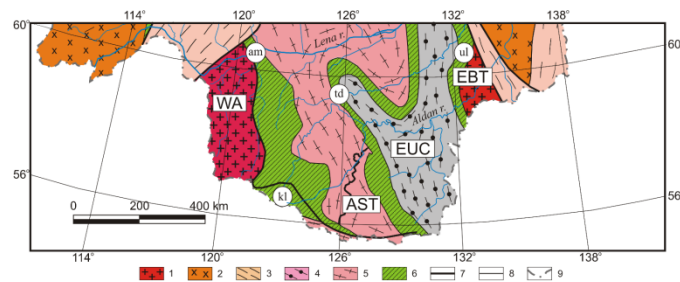 114° 120° 126° 132° 138°
60° 60°
Lena r.
am ul
EBT
WA td
Aldan r.
EUC
56° 56°
kl AST
0 200 400 km
114° 120° 126° 132° 138°
1 2 3 4 5 6 7 8 9